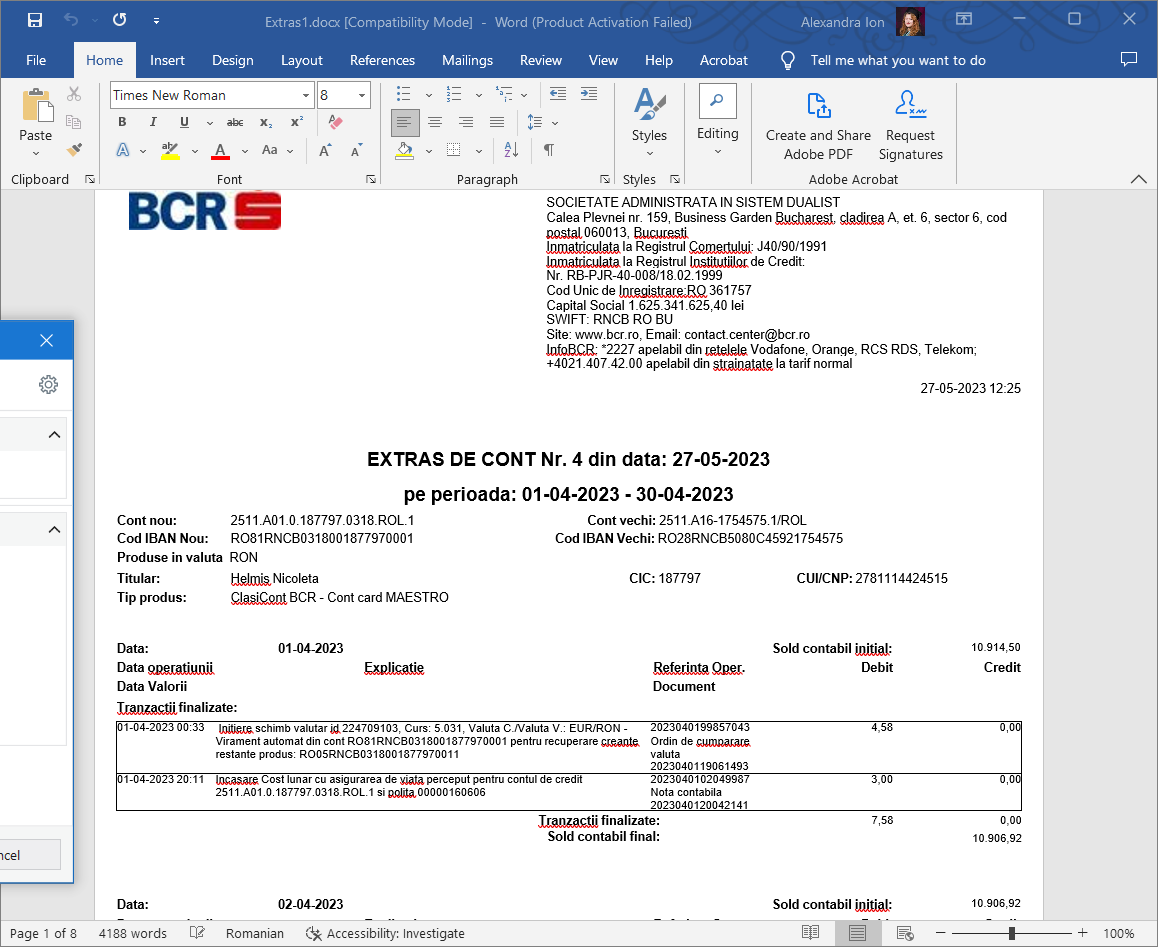 Extras1.docx [Compatibility Mode] - Word (Product Activation Failed)
Alexandra Ion
File Home Insert Design Layout References Mailings Review View Help Acrobat Tell me what you want to do
Times New Roman 8
Paste
Styles
Editing
Create and Share Adobe PDF
Request Signatures
Clipboard Font Paragraph Styles Adobe Acrobat
BCR
SOCIETATE ADMINISTRATA IN SISTEM DUALIST
Calea Plevnei nr. 159, Business Garden Bucharest, cladirea A, et. 6, sector 6, cod
postal 060013, Bucuresti
Inmatriculata la Registrul Comertului: J40/90/1991
Inmatriculata la Registrul Institutiilor de Credit:
Nr. RB-PJR-40-008/18.02.1999
Cod Unic de Inregistrare:RO 361757
Capital Social 1.625.341.625,40 lei
SWIFT: RNCB RO BU
Site: www.bcr.ro, Email: contact.center@bcr.ro
InfoBCR: *2227 apelabil din retelele Vodafone, Orange, RCS RDS, Telekom;
+4021.407.42.00 apelabil din strainatate la tarif normal
27-05-2023 12:25
EXTRAS DE CONT Nr. 4 din data: 27-05-2023
pe perioada: 01-04-2023 - 30-04-2023
Cont nou: 2511.A01.0.187797.0318.ROL.1 Cont vechi: 2511.A16-1754575.1/ROL
Cod IBAN Nou: RO81RNCB0318001877970001 Cod IBAN Vechi: RO28RNCB5080C45921754575
Produse in valuta RON
Titular: Helmis Nicoleta CIC: 187797 CUI/CNP: 2781114424515
Tip produs: ClasiCont BCR - Cont card MAESTRO
Data: 01-04-2023 Sold contabil initial: 10.914,50
Data operatiunii Explicatie Referinta Oper. Debit Credit
Data Valorii Document
Tranzactii finalizate:
01-04-2023 00:33 Initiere schimb valutar id 224709103, Curs: 5.031, Valuta C./Valuta V.: EUR/RON - 2023040199857043 4,58 0,00
Virament automat din cont RO81RNCB0318001877970001 pentru recuperare creante Ordin de cumparare
restante produs: RO05RNCB0318001877970011 valuta
2023040119061493
01-04-2023 20:11 Incasare Cost lunar cu asigurarea de viata perceput pentru contul de credit 2023040102049987 3,00 0,00
2511.A01.0.187797.0318.ROL.1 si polita 00000160606 Nota contabila
2023040120042141
Tranzactii finalizate: 7,58 0,00
Sold contabil final: 10.906,92
ncel
Data: 02-04-2023 Sold contabil initial: 10.906,92
Page 1 of 8 4188 words Romanian Accessibility: Investigate 100%